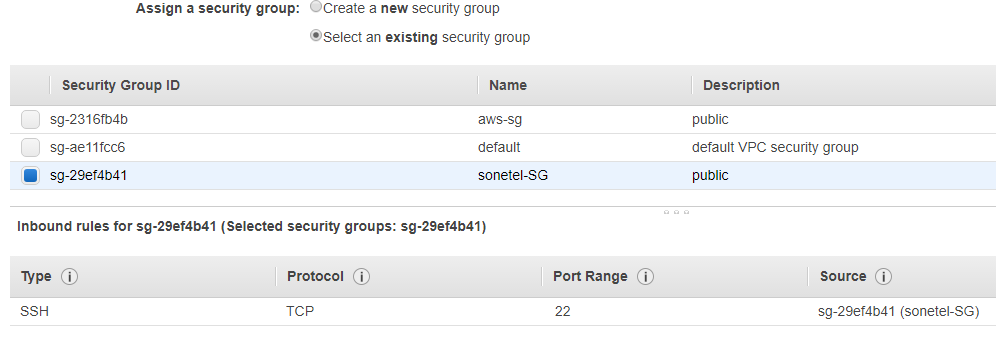 Assign a security group: Create a new security group
Select an existing security group
Security Group ID Name Description
sg-2316fb4b aws-sg public
sg-ae11fcc6 default default VPC security group
sg-29ef4b41 sonetel-SG public
Inbound rules for sg-29ef4b41 (Selected security groups: sg-29ef4b41)
Type i Protocol i Port Range i Source i
SSH TCP 22 sg-29ef4b41 (sonetel-SG)